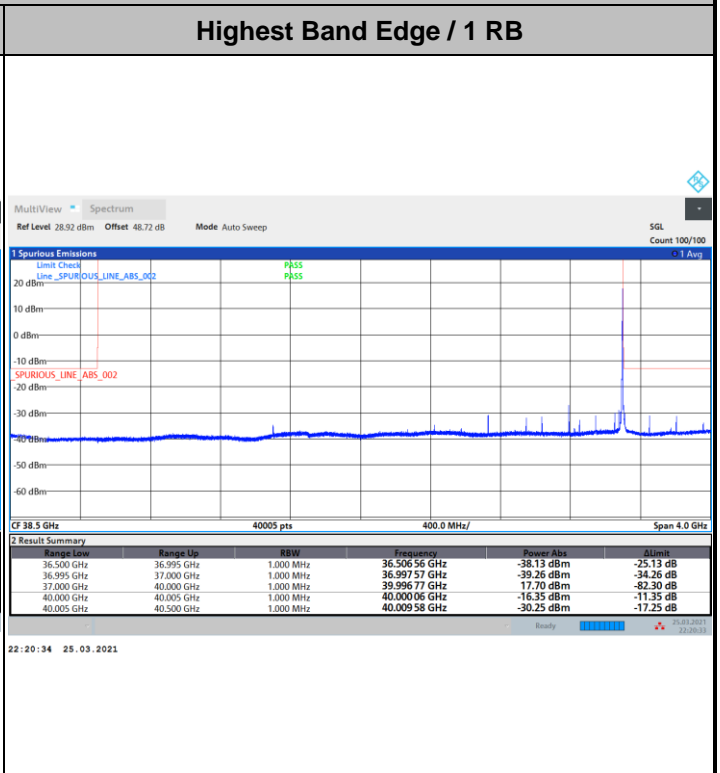 Highest Band Edge / 1 RB
MultiView Spectrum
Ref Level 28.92 dBm Offset 48.72 dB Mode Auto Sweep SGL
Count 100/100
1 Spurious Emissions 1 Avg
Limit Check PASS
Line _SPURIOUS_LINE_ABS_002 PASS
20 dBm
10 dBm
0 dBm
-10 dBm
_SPURIOUS_LINE_ABS_002
-20 dBm
-30 dBm
-40 dBm
-50 dBm
-60 dBm
CF 38.5 GHz 40005 pts 400.0 MHz/ Span 4.0 GHz
2 Result Summary
Range Low Range Up RBW Frequency Power Abs ΔLimit
36.500 GHz 36.995 GHz 1.000 MHz 36.506 56 GHz -38.13 dBm -25.13 dB
36.995 GHz 37.000 GHz 1.000 MHz 36.997 57 GHz -39.26 dBm -34.26 dB
37.000 GHz 40.000 GHz 1.000 MHz 39.996 77 GHz 17.70 dBm -82.30 dB
40.000 GHz 40.005 GHz 1.000 MHz 40.000 06 GHz -16.35 dBm -11.35 dB
40.005 GHz 40.500 GHz 1.000 MHz 40.009 58 GHz -30.25 dBm -17.25 dB
Ready 25.03.2021
22:20:33
22:20:34 25.03.2021